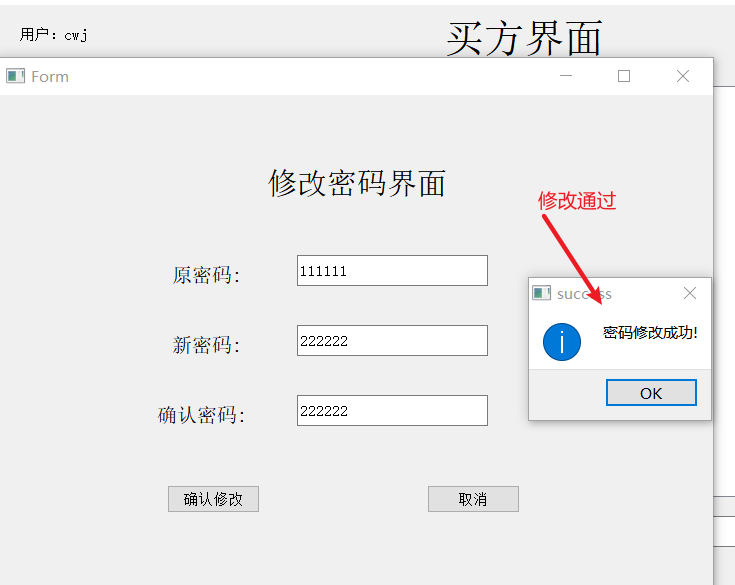 用户：cwj
买方界面
Form
修改密码界面
修改通过
原密码：
111111
success
新密码：
222222
密码修改成功!
OK
确认密码：
222222
确认修改
取消